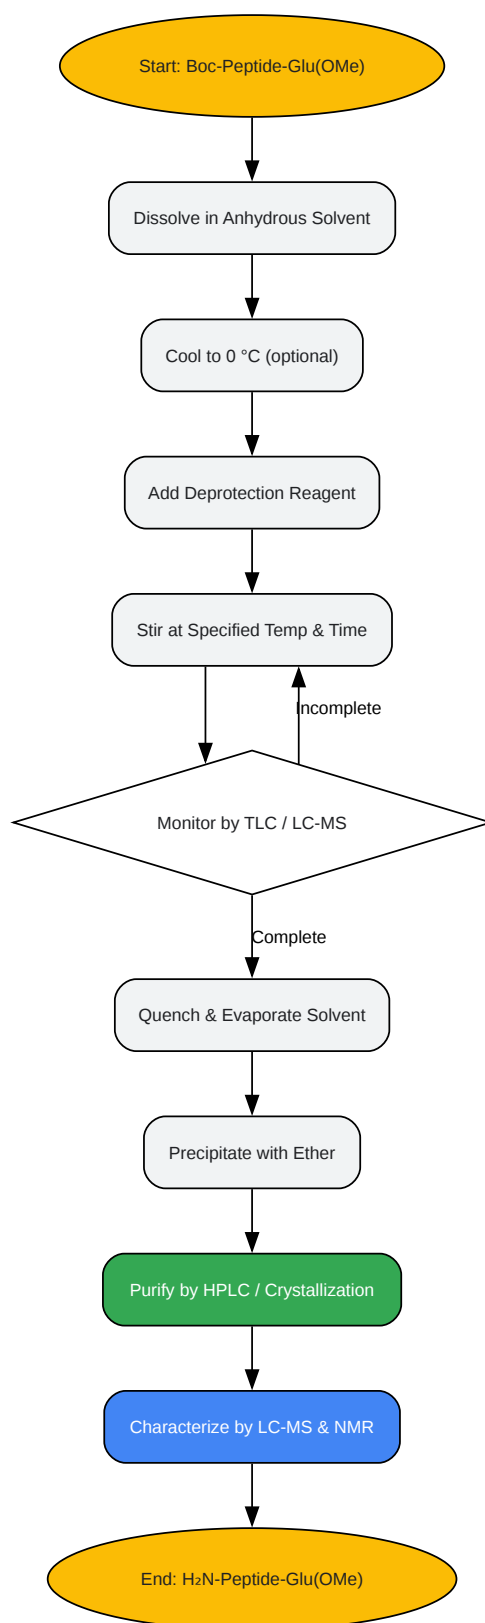 Start: Boc-Peptide-Glu(OMe)
Dissolve in Anhydrous Solvent
Cool to 0 °C (optional)
Add Deprotection Reagent
Stir at Specified Temp & Time
Incomplete
Monitor by TLC / LC-MS
Complete
Quench & Evaporate Solvent
Precipitate with Ether
Purify by HPLC / Crystallization
Characterize by LC-MS & NMR
End: H₂N-Peptide-Glu(OMe)